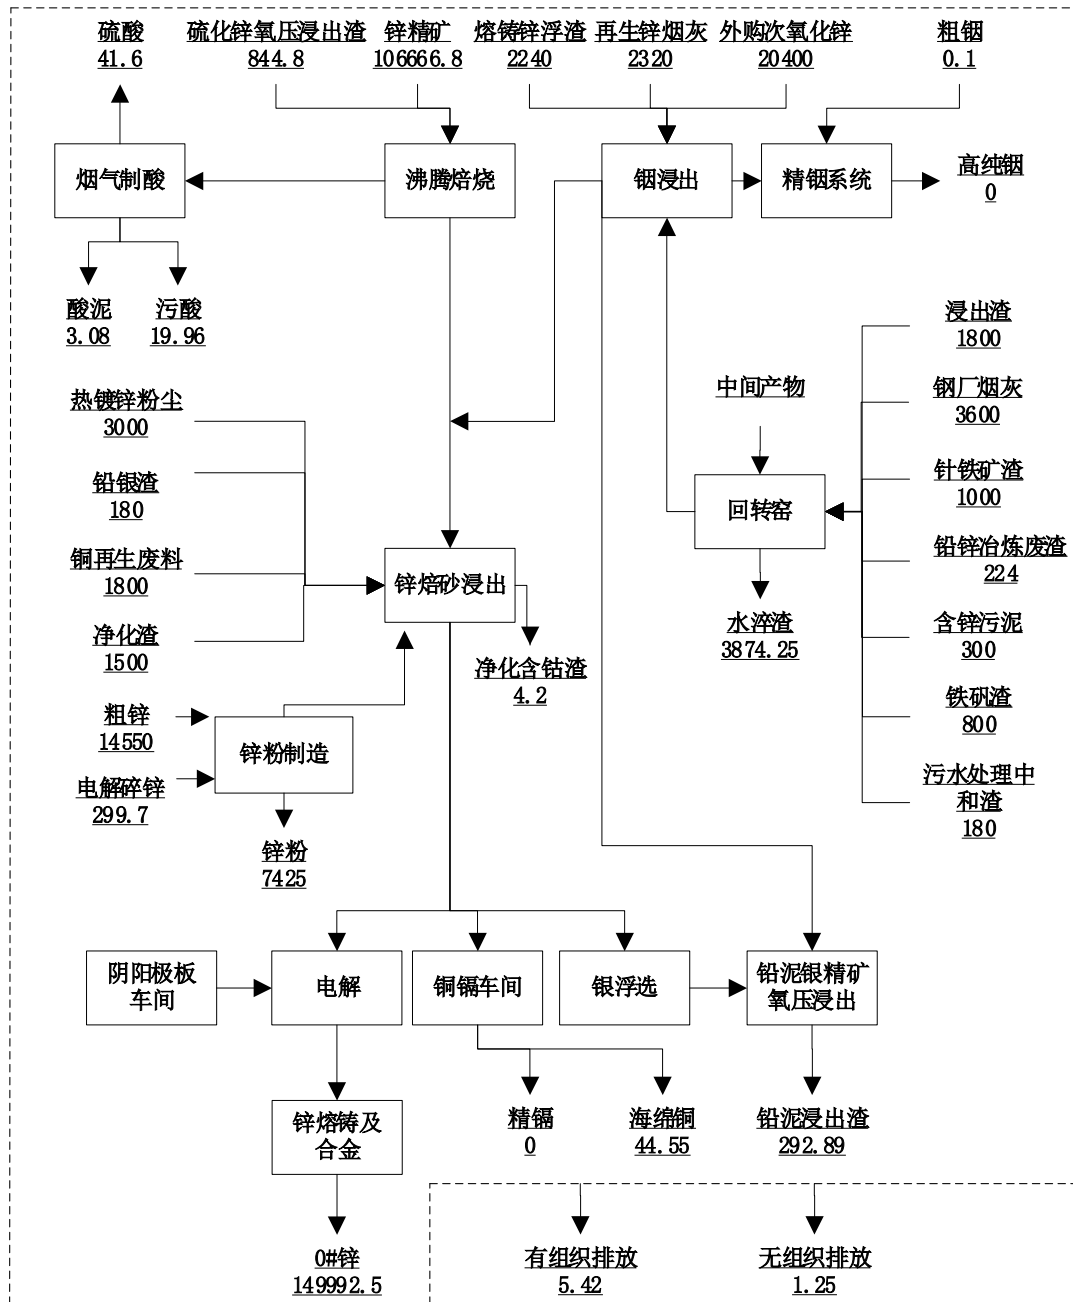 硫酸
41.6
硫化锌氧压浸出渣
844.8
锌精矿
106666.8
熔铸锌浮渣
2240
再生锌烟灰
2320
外购次氧化锌
20400
粗铟
0.1
烟气制酸
沸腾焙烧
铟浸出
精铟系统
高纯铟
0
酸泥
3.08
污酸
19.96
浸出渣
1800
热镀锌粉尘
3000
中间产物
钢厂烟灰
3600
铅银渣
180
回转窑
针铁矿渣
1000
铜再生废料
1800
锌焙砂浸出
铅锌冶炼废渣
224
净化渣
1500
净化含钴渣
4.2
水淬渣
3874.25
含锌污泥
300
粗锌
14550
锌粉制造
铁矾渣
800
电解碎锌
299.7
污水处理中
和渣
180
锌粉
7425
阴阳极板
车间
电解
铜镉车间
银浮选
铅泥银精矿
氧压浸出
锌熔铸及
合金
精镉
0
海绵铜
44.55
铅泥浸出渣
292.89
0#锌
149992.5
有组织排放
5.42
无组织排放
1.25